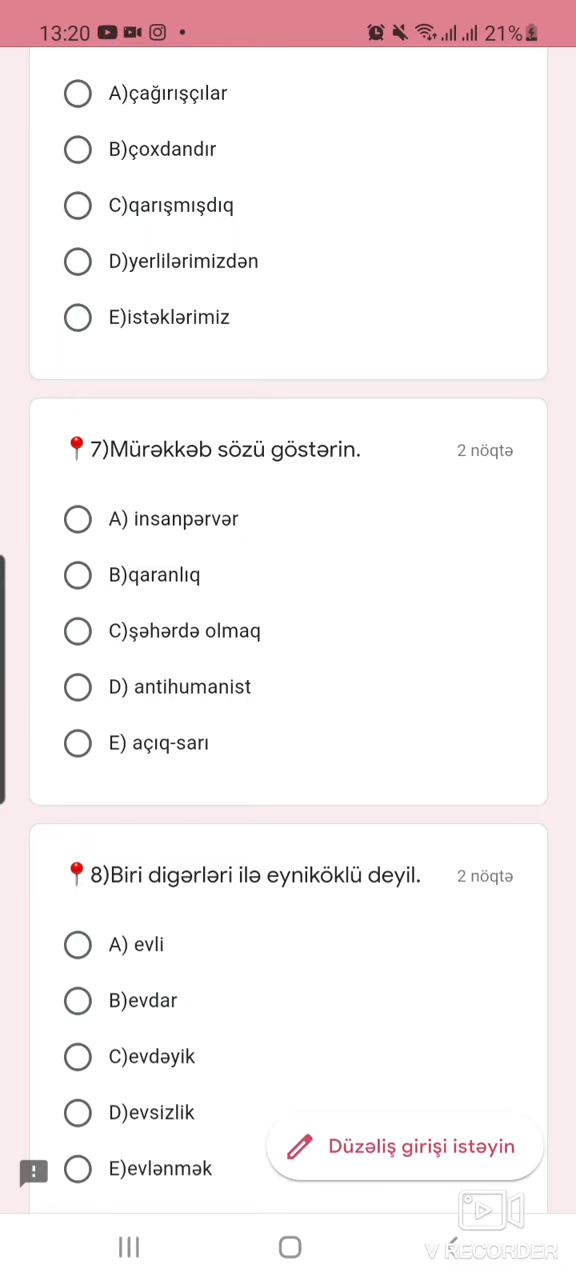 13:20 21%
A)çağırışçılar
B)çoxdandır
C)qarışmışdıq
D)yerlilərimizdən
E)istəklərimiz
7)Mürəkkəb sözü göstərin. 2 nöqtə
A) insanpərvər
B)qaranlıq
C)şəhərdə olmaq
D) antihumanist
E) açıq-sarı
8)Biri digərləri ilə eyniköklü deyil. 2 nöqtə
A) evli
B)evdar
C)evdəyik
D)evsizlik
Düzəliş girişi istəyin
E)evlənmək
V RECORDER